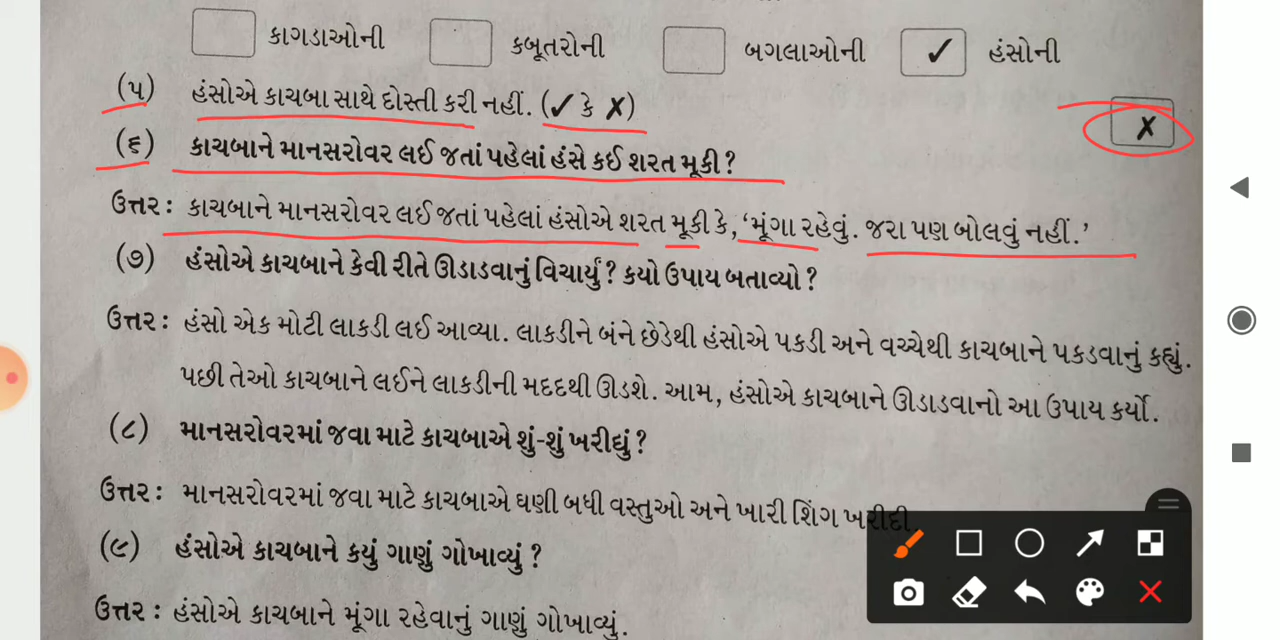 કાગડાઓની કબૂતરોની બગલાઓની ✓ હંસોની
(૫) હંસોએ કાચબા સાથે દોસ્તી કરી નહીં. (✓ કે ✗) ✗
(૬) કાચબાને માનસરોવર લઈ જતાં પહેલાં હંસે કઈ શરત મૂકી ?
ઉત્તર : કાચબાને માનસરોવર લઈ જતાં પહેલાં હંસોએ શરત મૂકી કે, ‘મૂંગા રહેવું. જરા પણ બોલવું નહીં.’
(૭) હંસોએ કાચબાને કેવી રીતે ઊડાડવાનું વિચાર્યું ? કયો ઉપાય બતાવ્યો ?
ઉત્તર : હંસો એક મોટી લાકડી લઈ આવ્યા. લાકડીને બંને છેડેથી હંસોએ પકડી અને વચ્ચેથી કાચબાને પકડવાનું કહ્યું.
પછી તેઓ કાચબાને લઈને લાકડીની મદદથી ઊડશે. આમ, હંસોએ કાચબાને ઊડાડવાનો આ ઉપાય કર્યો.
(૮) માનસરોવરમાં જવા માટે કાચબાએ શું-શું ખરીદ્યું ?
ઉત્તર : માનસરોવરમાં જવા માટે કાચબાએ ઘણી બધી વસ્તુઓ અને ખારી શિંગ ખરીદી.
(૯) હંસોએ કાચબાને કયું ગાણું ગોખાવ્યું ?
ઉત્તર : હંસોએ કાચબાને મૂંગા રહેવાનું ગાણું ગોખાવ્યું.